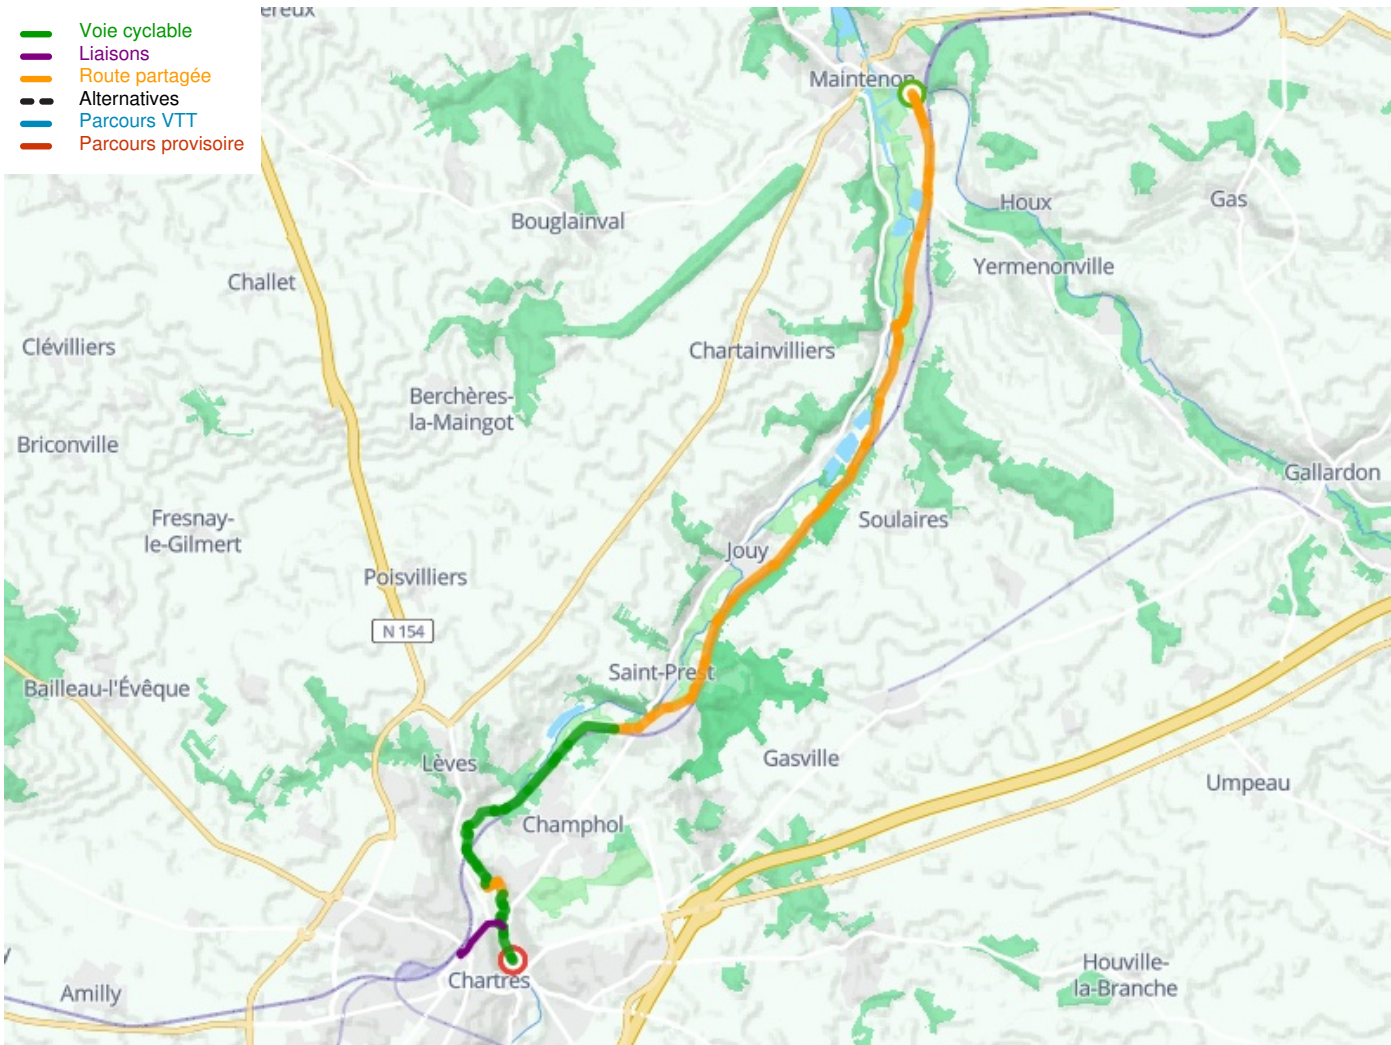 Voie cyclable
Liaisons
Route partagée
Alternatives
Parcours VTT
Parcours provisoire
Maintenon
Houx
Gas
Bouglainval
Yermenonville
Challet
Clévilliers
Chartainvilliers
Berchères-
la-Maingot
Briconville
Gallardon
Fresnay-
le-Gilmert
Soulaires
Jouy
Poisvilliers
N 154
Saint-Prest
Bailleau-l'Évêque
Gasville
Lèves
Umpeau
Champhol
Houville-
la-Branche
Chartres
Amilly